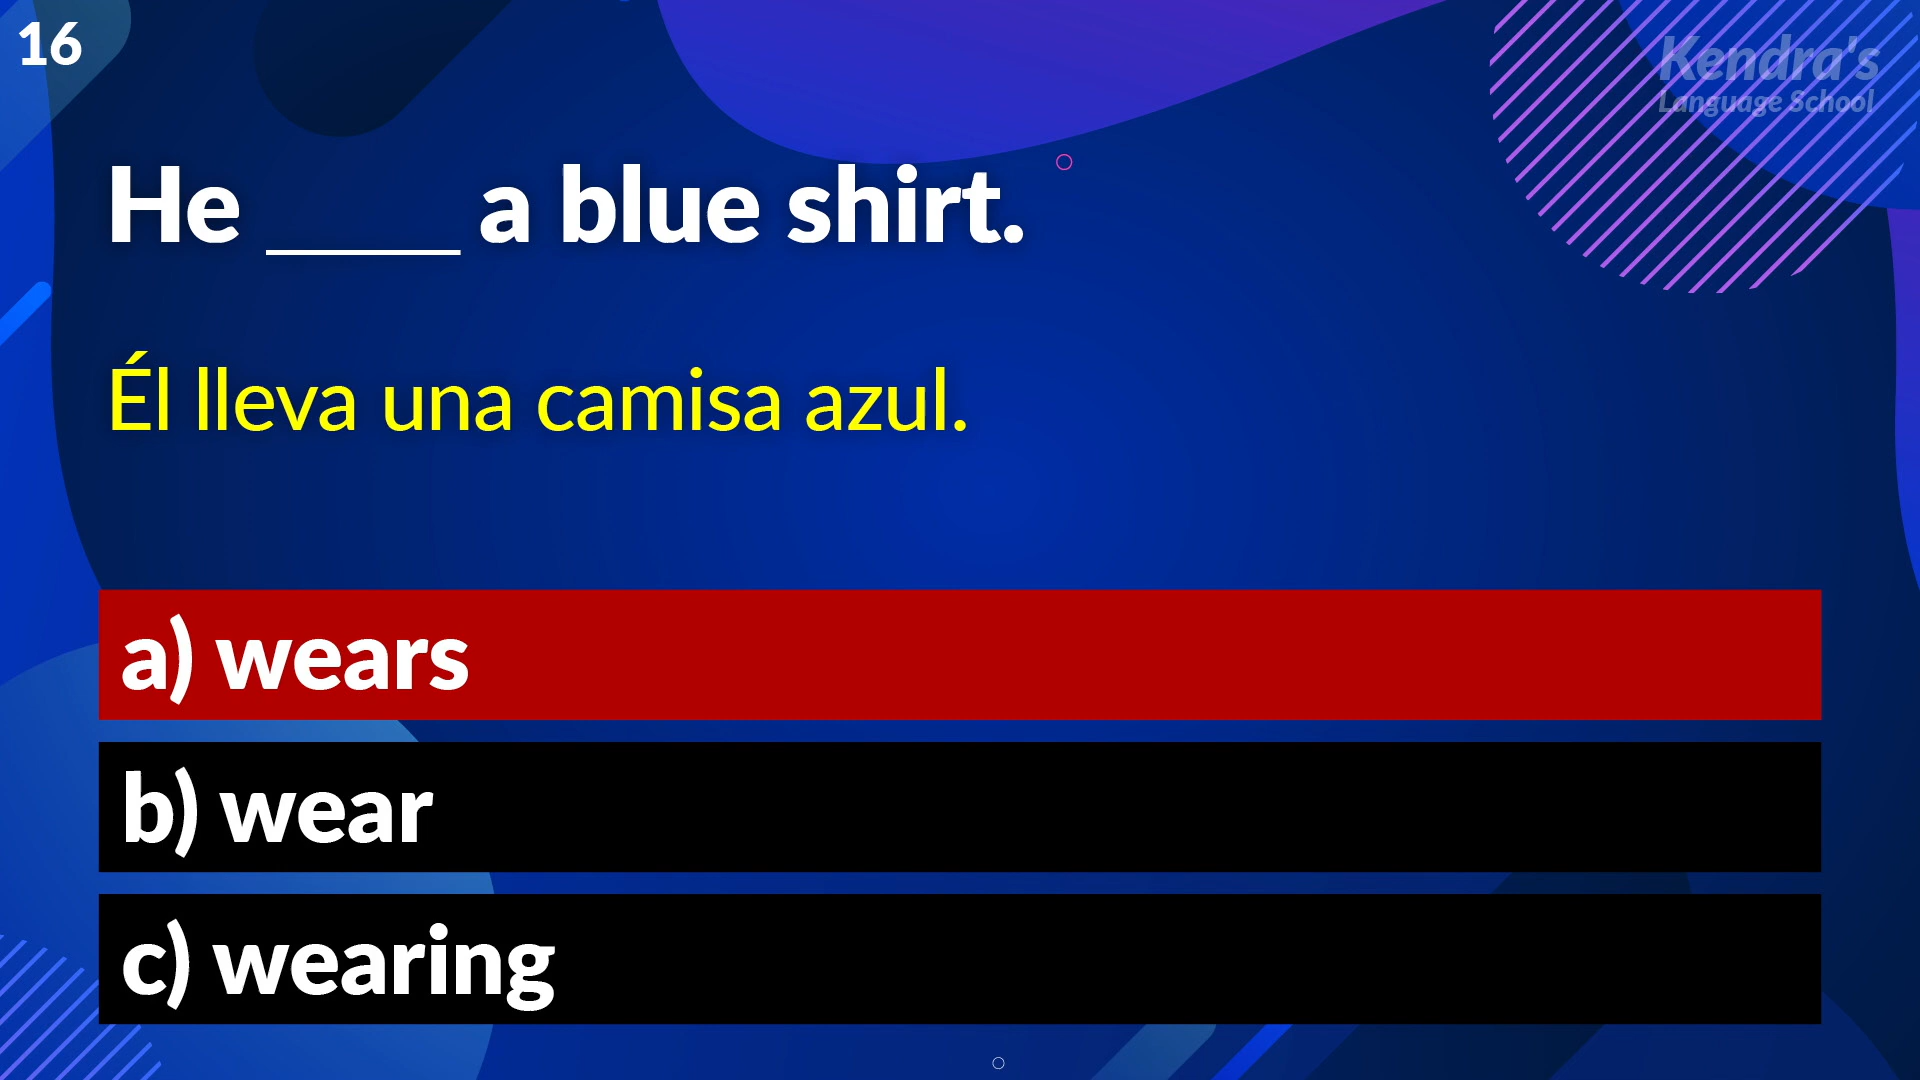 16
Kendra's
Language School
He ____ a blue shirt.
Él lleva una camisa azul.
a) wears
b) wear
c) wearing